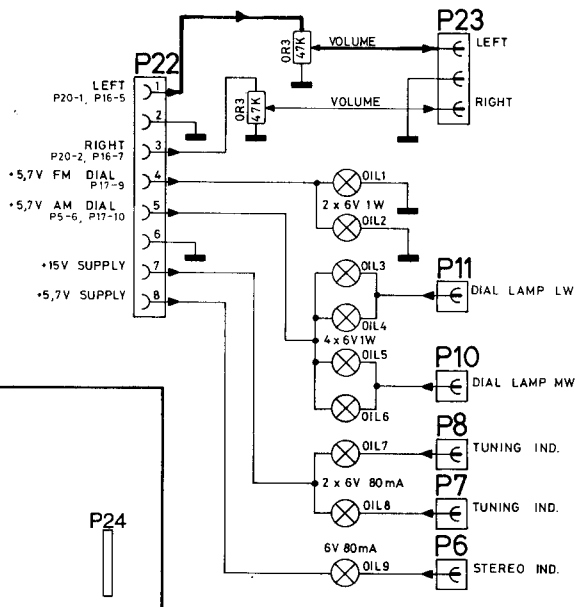 P23
P22
0R3
47K
VOLUME
LEFT
LEFT
P20-1, P16-5
1
2
0R3
47K
VOLUME
RIGHT
RIGHT
P20-2, P16-7
3
+5,7V FM DIAL
P17-9
4
0IL1
2 x 6V 1W
+5,7V AM DIAL
P5-6, P17-10
5
0IL2
6
+15V SUPPLY
7
0IL3
P11
DIAL LAMP LW
+5,7V SUPPLY
8
0IL4
4 x 6V 1W
0IL5
P10
DIAL LAMP MW
0IL6
P8
0IL7
TUNING IND.
2 x 6V 80mA
P7
0IL8
TUNING IND.
P24
6V 80mA
P6
0IL9
STEREO IND.